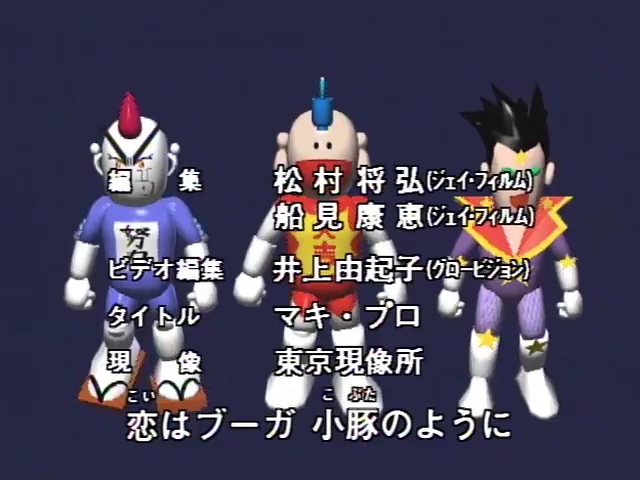 編集 松村将弘(ジェイ・フィルム)
船見康恵(ジェイ・フィルム)
ビデオ編集 井上由起子(グロービジョン)
タイトル マキ・プロ
現像 東京現像所
こい こ ぶた
恋はブーガ 小豚のように
努
大